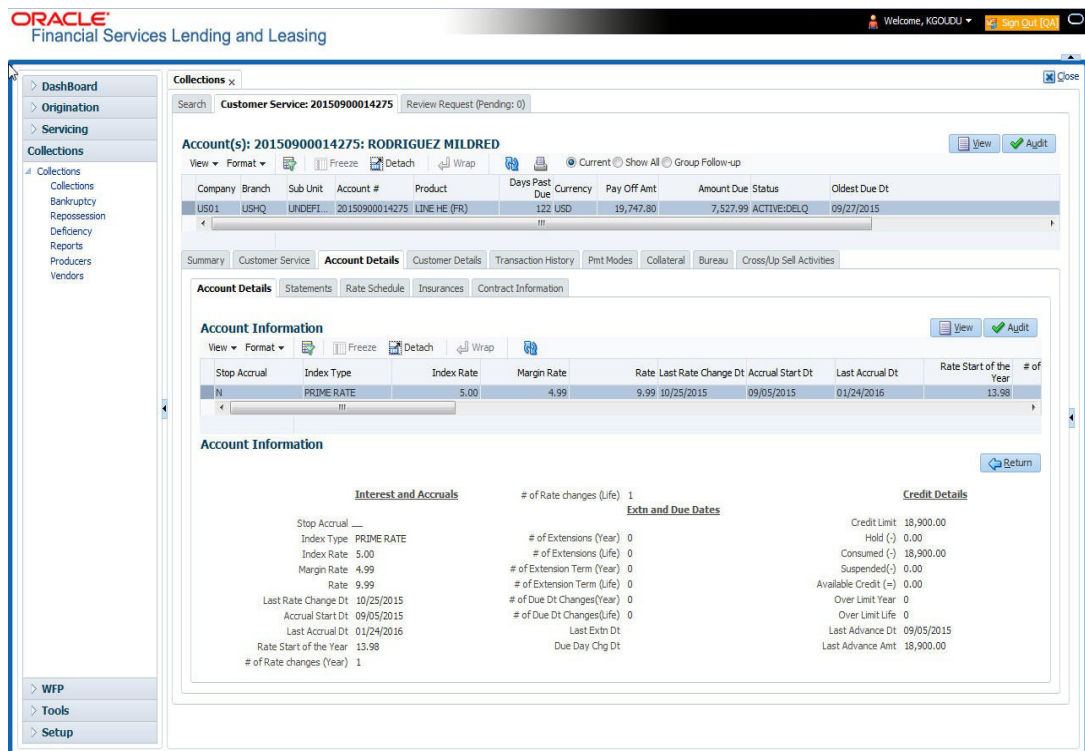 ORACLE
Financial Services Lending and Leasing
Welcome, KGOUDU
Sign Out [QA]
DashBoard
Origination
Servicing
Collections
Collections
Collections
Bankruptcy
Repossession
Deficiency
Reports
Producers
Vendors
WFP
Tools
Setup
Collections x
Close
Search Customer Service: 20150900014275 Review Request (Pending: 0)
Account(s): 20150900014275: RODRIGUEZ MILDRED
View Audit
View Format Freeze Detach Wrap Current Show All Group Follow-up
Company Branch Sub Unit Account # Product Days Past Due Currency Pay Off Amt Amount Due Status Oldest Due Dt
US01 USHQ UNDEFI... 20150900014275 LINE HE (FR) 122 USD 19,747.80 7,527.99 ACTIVE:DELQ 09/27/2015
Summary Customer Service Account Details Customer Details Transaction History Pmt Modes Collateral Bureau Cross/Up Sell Activities
Account Details Statements Rate Schedule Insurances Contract Information
Account Information
View Audit
View Format Freeze Detach Wrap
Stop Accrual Index Type Index Rate Margin Rate Rate Last Rate Change Dt Accrual Start Dt Last Accrual Dt Rate Start of the Year # of
N PRIME RATE 5.00 4.99 9.99 10/25/2015 09/05/2015 01/24/2016 13.98
Account Information
Return
Interest and Accruals
Stop Accrual
Index Type PRIME RATE
Index Rate 5.00
Margin Rate 4.99
Rate 9.99
Last Rate Change Dt 10/25/2015
Accrual Start Dt 09/05/2015
Last Accrual Dt 01/24/2016
Rate Start of the Year 13.98
# of Rate changes (Year) 1
# of Rate changes (Life) 1
Extn and Due Dates
# of Extensions (Year) 0
# of Extensions (Life) 0
# of Extension Term (Year) 0
# of Extension Term (Life) 0
# of Due Dt Changes(Year) 0
# of Due Dt Changes(Life) 0
Last Extn Dt
Due Day Chg Dt
Credit Details
Credit Limit 18,900.00
Hold (-) 0.00
Consumed (-) 18,900.00
Suspended(-) 0.00
Available Credit (=) 0.00
Over Limit Year 0
Over Limit Life 0
Last Advance Dt 09/05/2015
Last Advance Amt 18,900.00